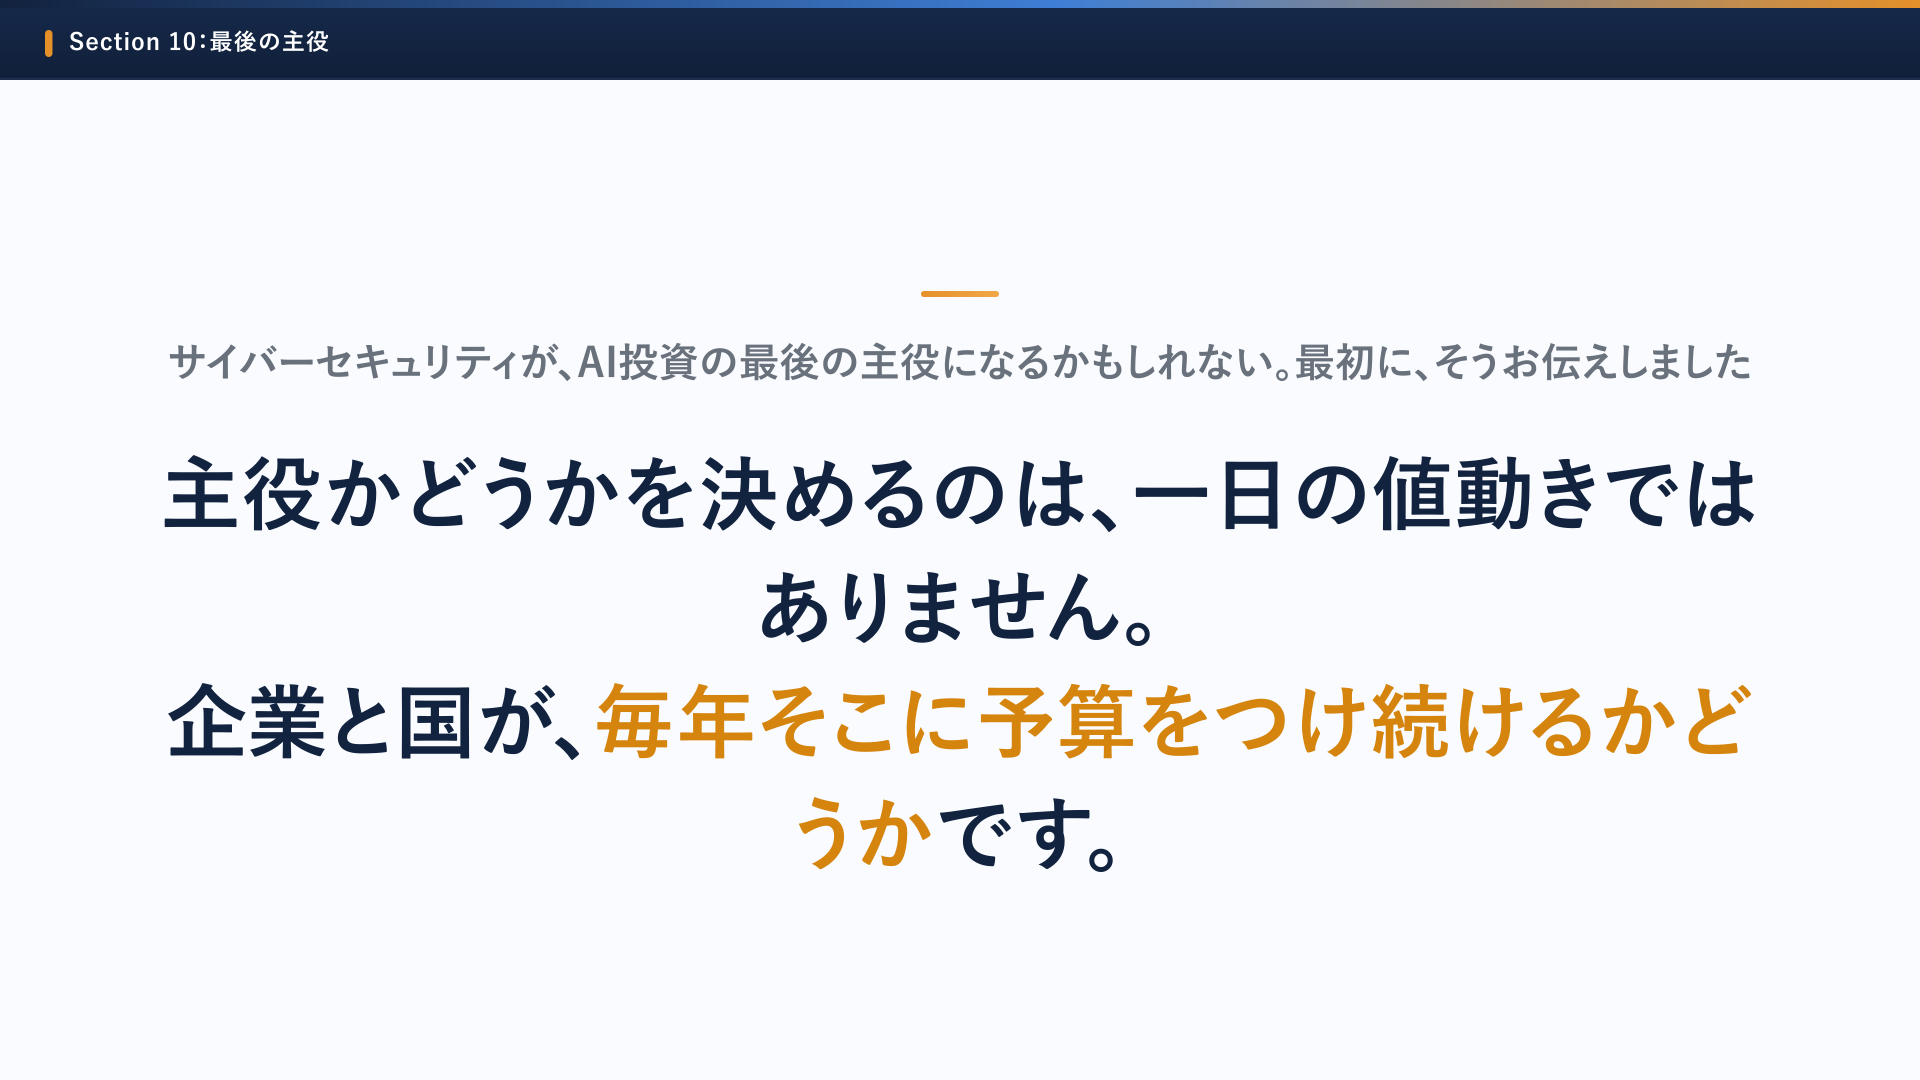 Section 10：最後の主役
サイバーセキュリティが、AI投資の最後の主役になるかもしれない。最初に、そうお伝えしました
主役かどうかを決めるのは、一日の値動きでは
ありません。
企業と国が、毎年そこに予算をつけ続けるかど
うかです。